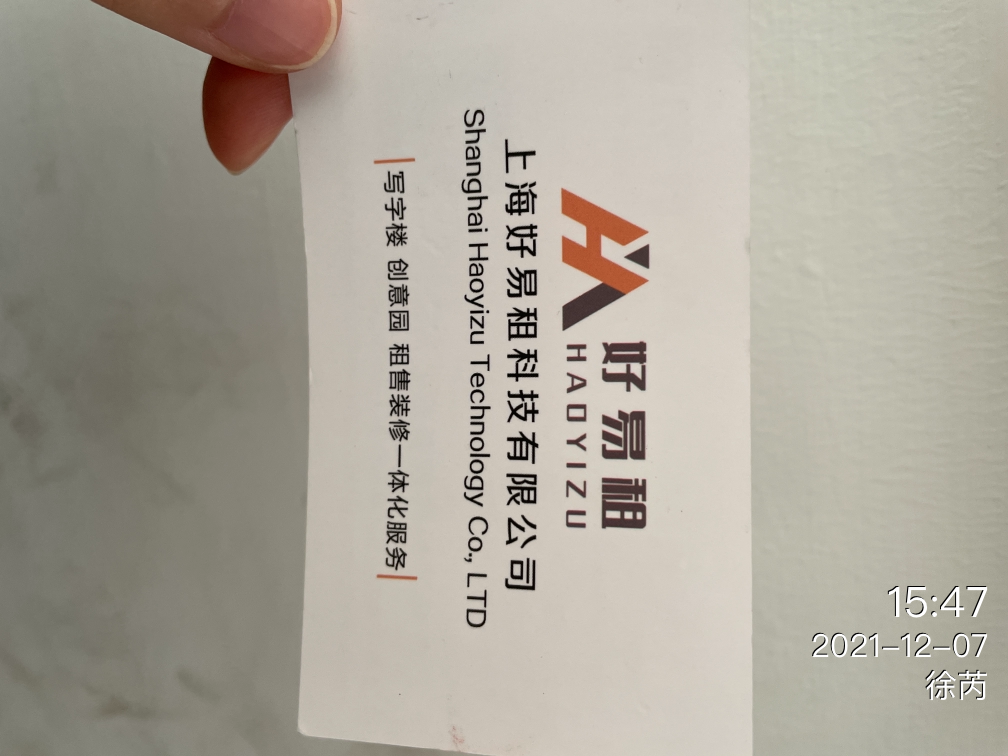 好易租
HAOYIZU
上海好易租科技有限公司
Shanghai Haoyizu Technology Co., LTD
写字楼 创意园 租售装修一体化服务
15:47
2021-12-07
徐芮